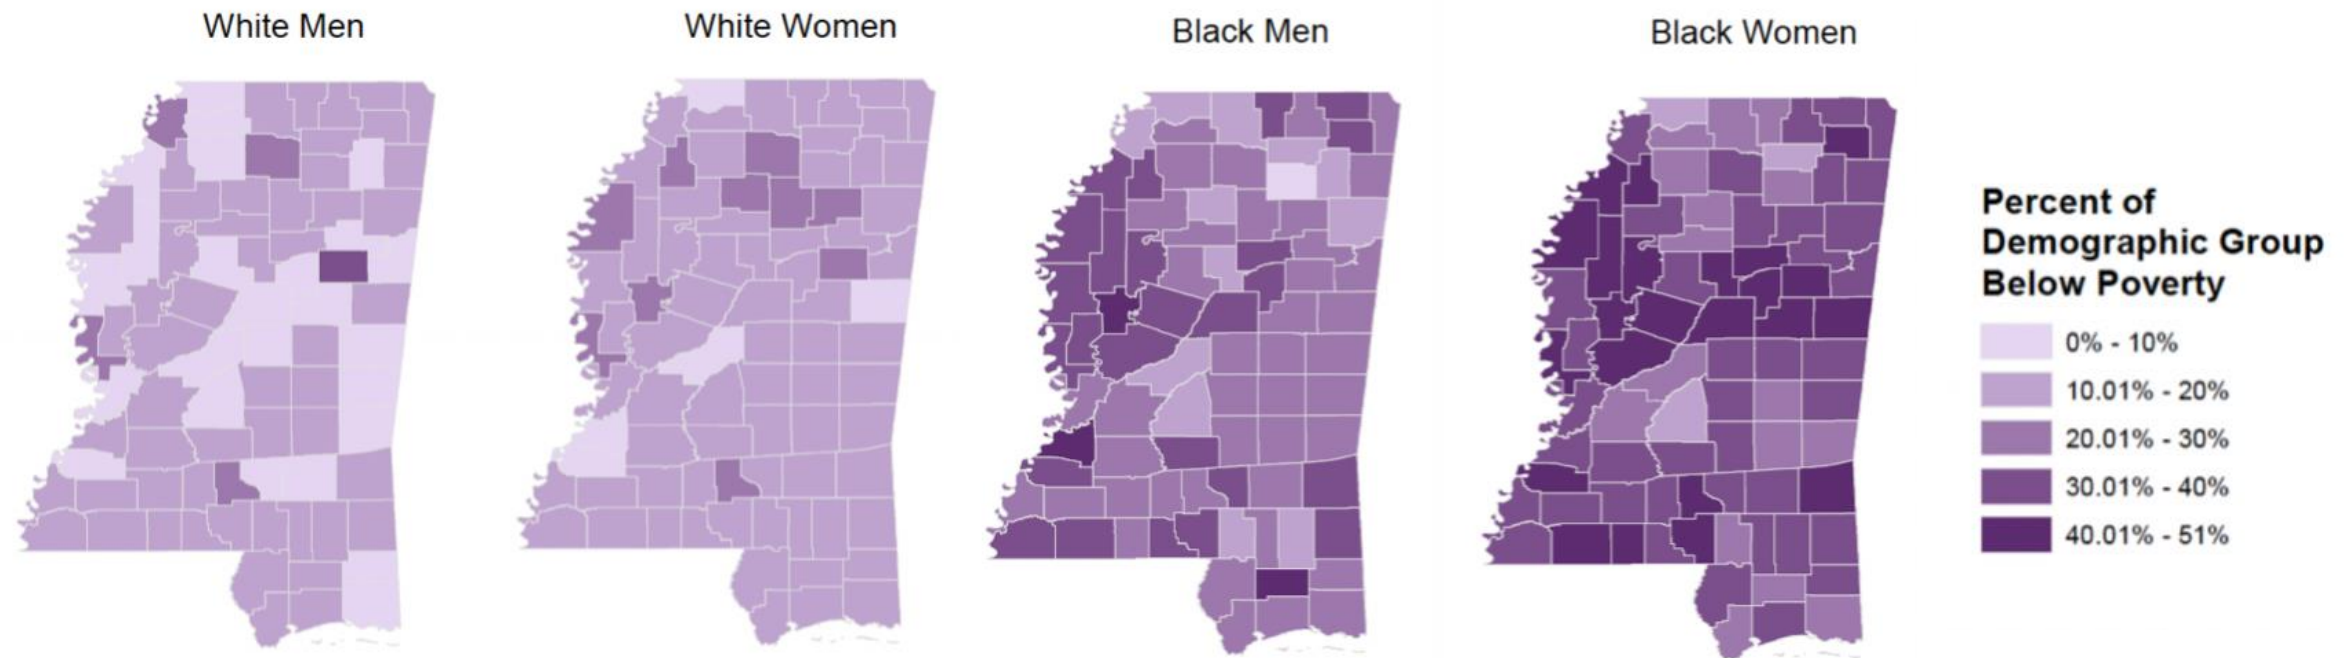 White Men
White Women
Black Men
Black Women
Percent of
Demographic Group
Below Poverty
0% - 10%
10.01% - 20%
20.01% - 30%
30.01% - 40%
40.01% - 51%